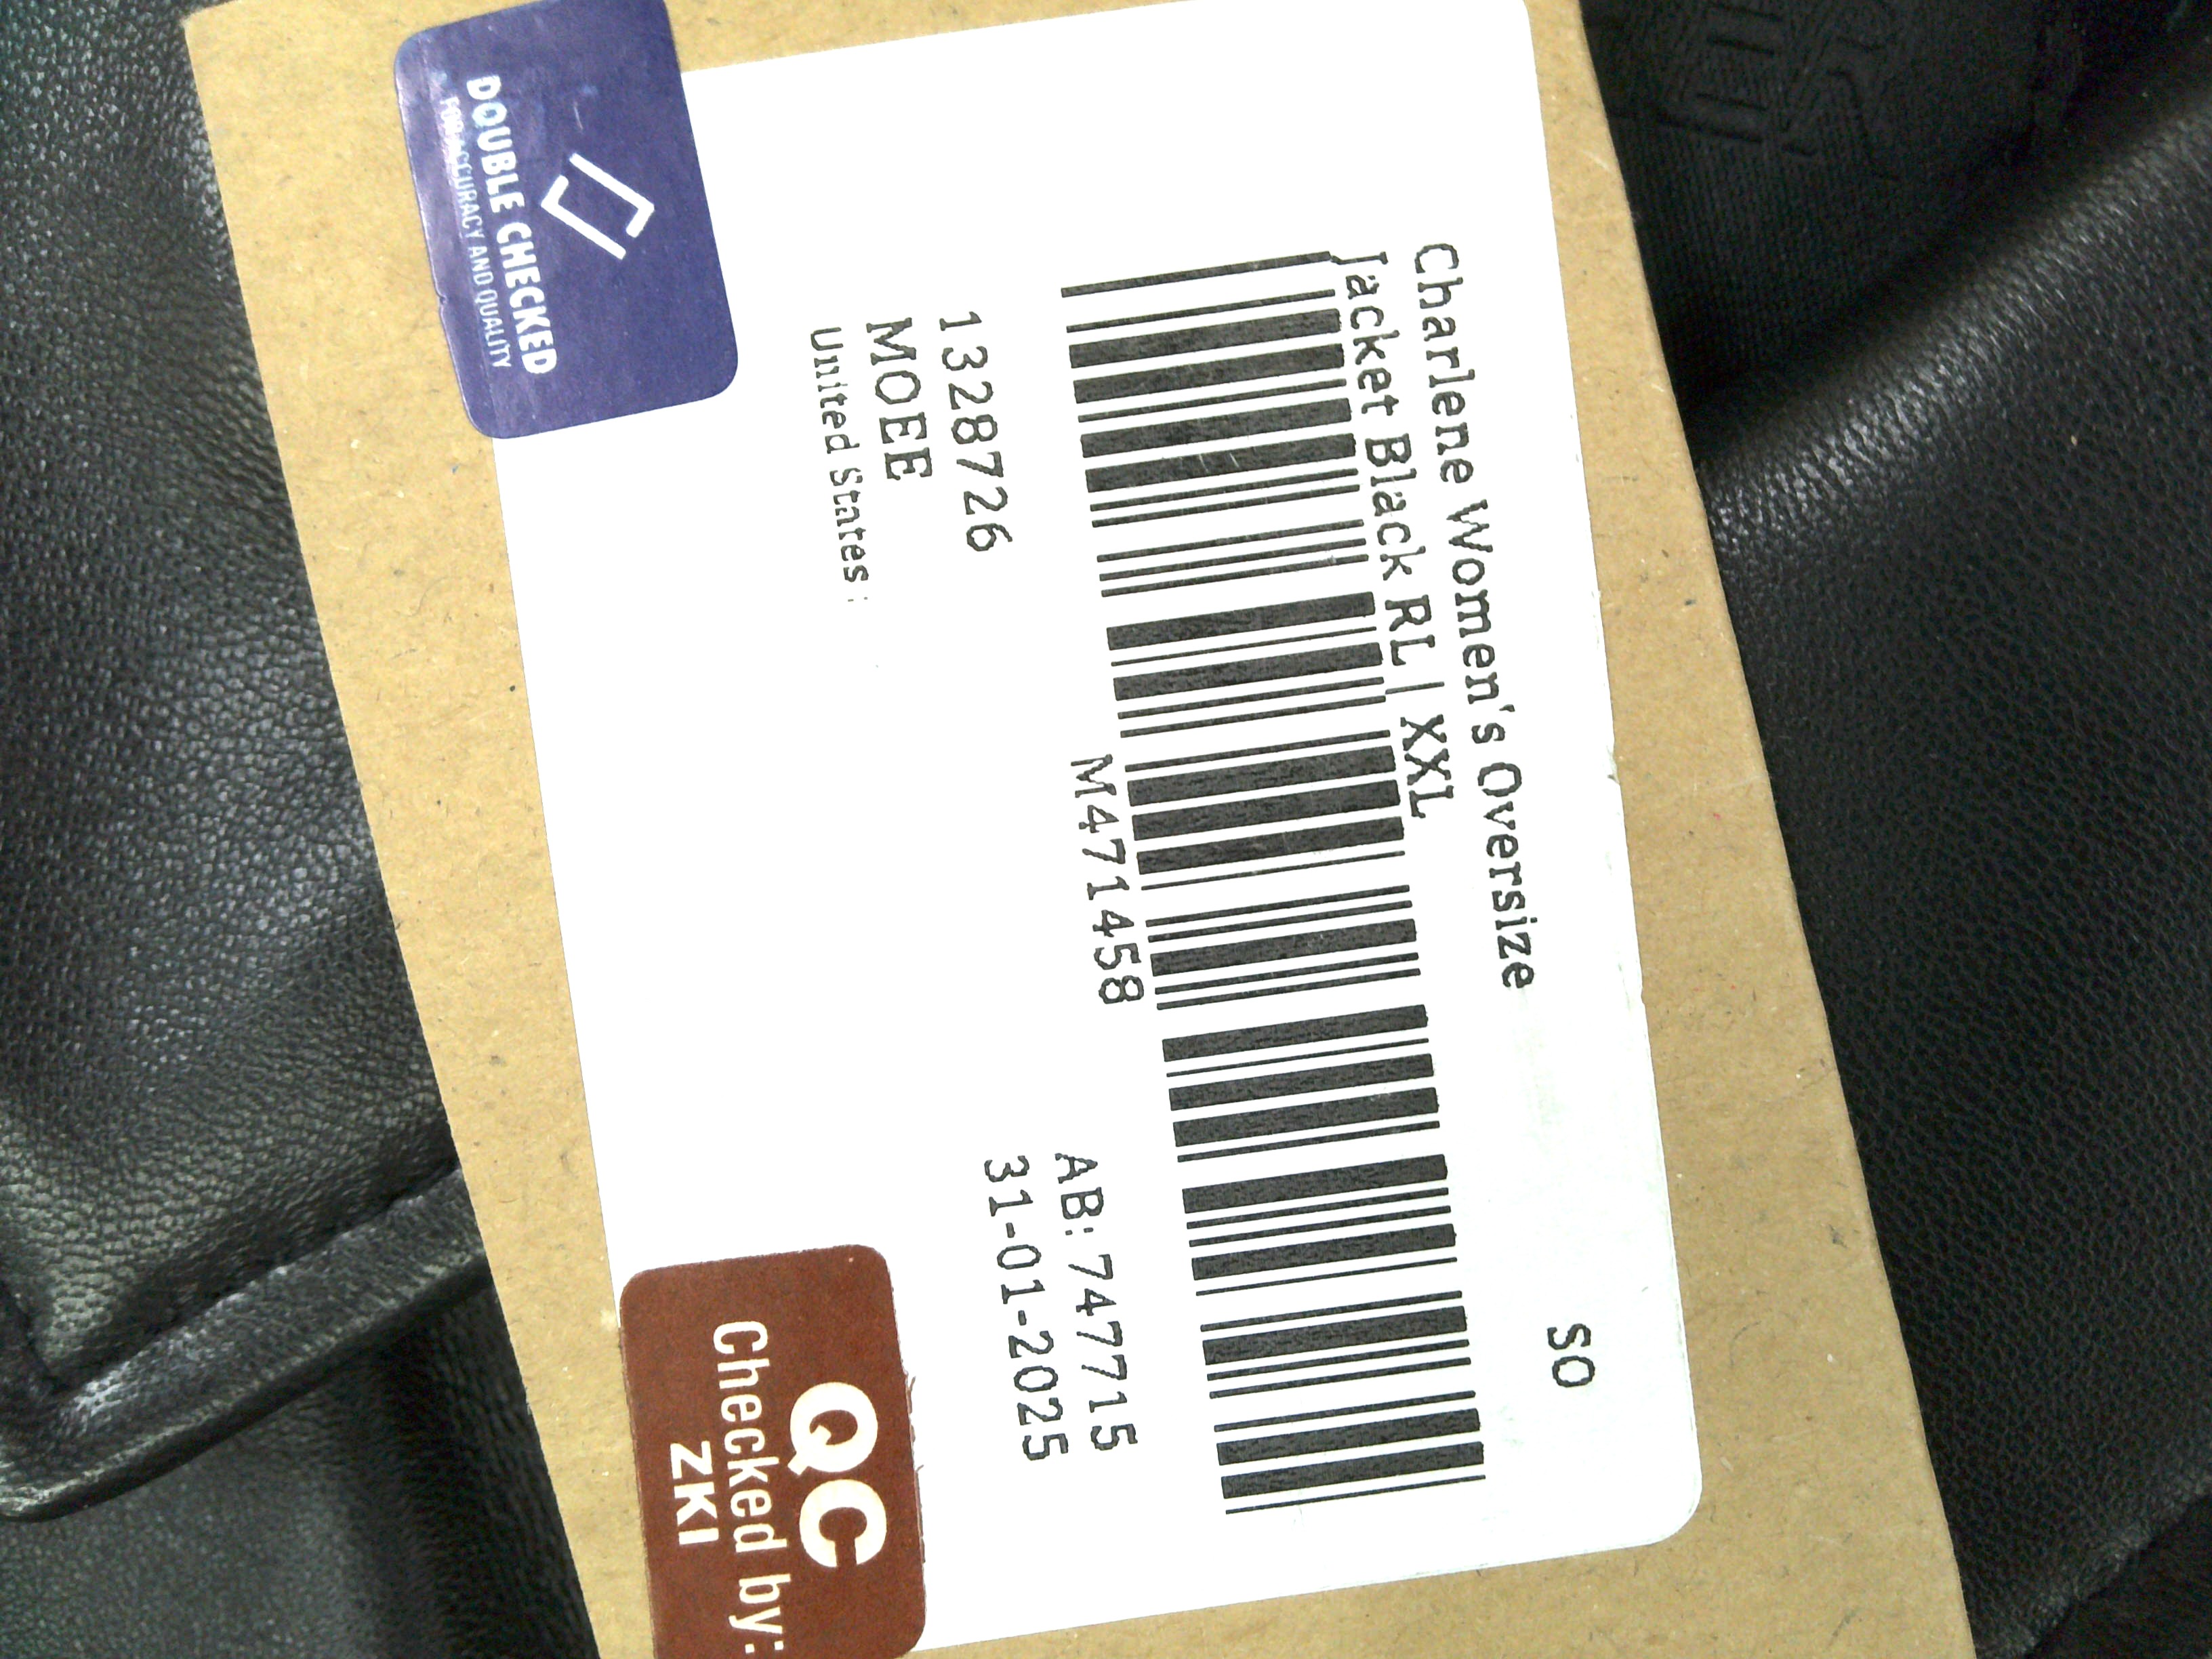 SO
Charlene Women's Oversize
Jacket Black RL | XXL
M471458
1328726
AB: 747715
MOEE
31-01-2025
United States :
DOUBLE CHECKED
FOR ACCURACY AND QUALITY
QC
Checked by:
ZKI